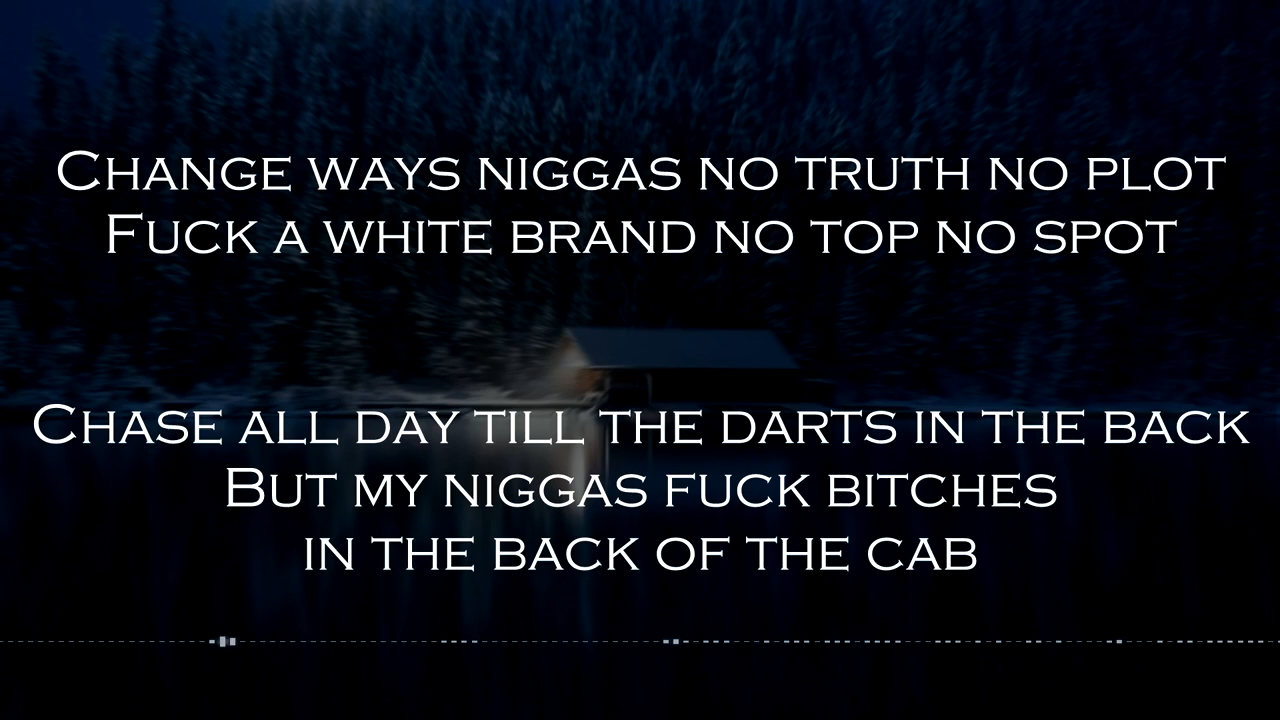 Change ways niggas no truth no plot
Fuck a white brand no top no spot
Chase all day till the darts in the back
But my niggas fuck bitches
in the back of the cab